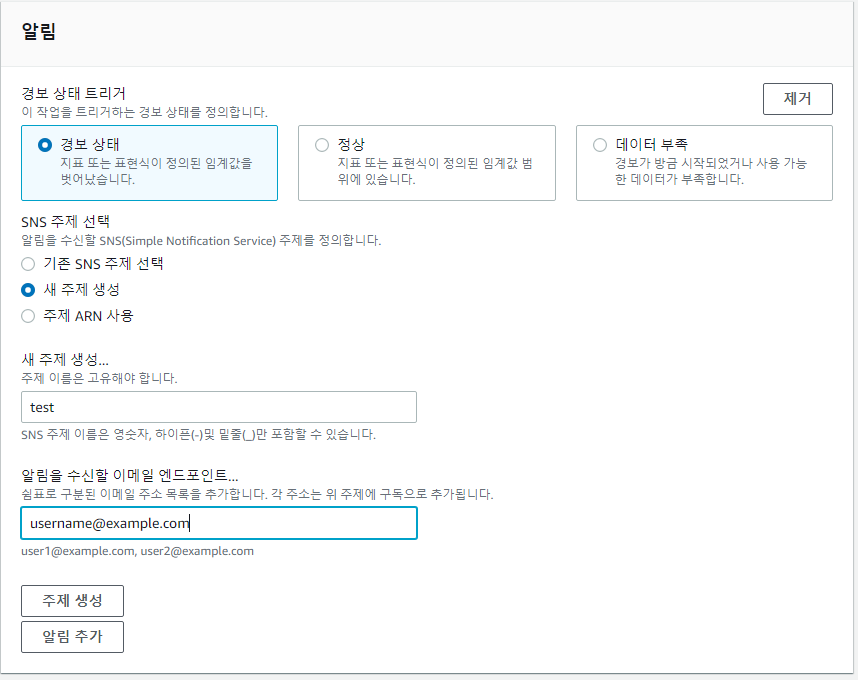 알림
경보 상태 트리거
제거
이 작업을 트리거하는 경보 상태를 정의합니다.
경보 상태
지표 또는 표현식이 정의된 임계값을
벗어났습니다.
정상
지표 또는 표현식이 정의된 임계값 범
위에 있습니다.
데이터 부족
경보가 방금 시작되었거나 사용 가능
한 데이터가 부족합니다.
SNS 주제 선택
알림을 수신할 SNS(Simple Notification Service) 주제를 정의합니다.
기존 SNS 주제 선택
새 주제 생성
주제 ARN 사용
새 주제 생성...
주제 이름은 고유해야 합니다.
test
SNS 주제 이름은 영숫자, 하이픈(-)및 밑줄(_)만 포함할 수 있습니다.
알림을 수신할 이메일 엔드포인트...
쉼표로 구분된 이메일 주소 목록을 추가합니다. 각 주소는 위 주제에 구독으로 추가됩니다.
username@example.com
user1@example.com, user2@example.com
주제 생성
알림 추가